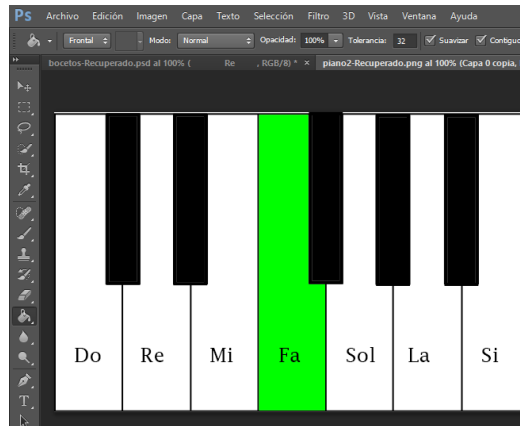 Ps Archivo Edición Imagen Capa Texto Selección Filtro 3D Vista Ventana Ayuda
Frontal Modo: Normal Opacidad: 100% Tolerancia: 32 Suavizar Contiguo
bocetos-Recuperado.psd al 100% ( Re , RGB/8) * × piano2-Recuperado.png al 100% (Capa 0 copia,
Do Re Mi Fa Sol La Si